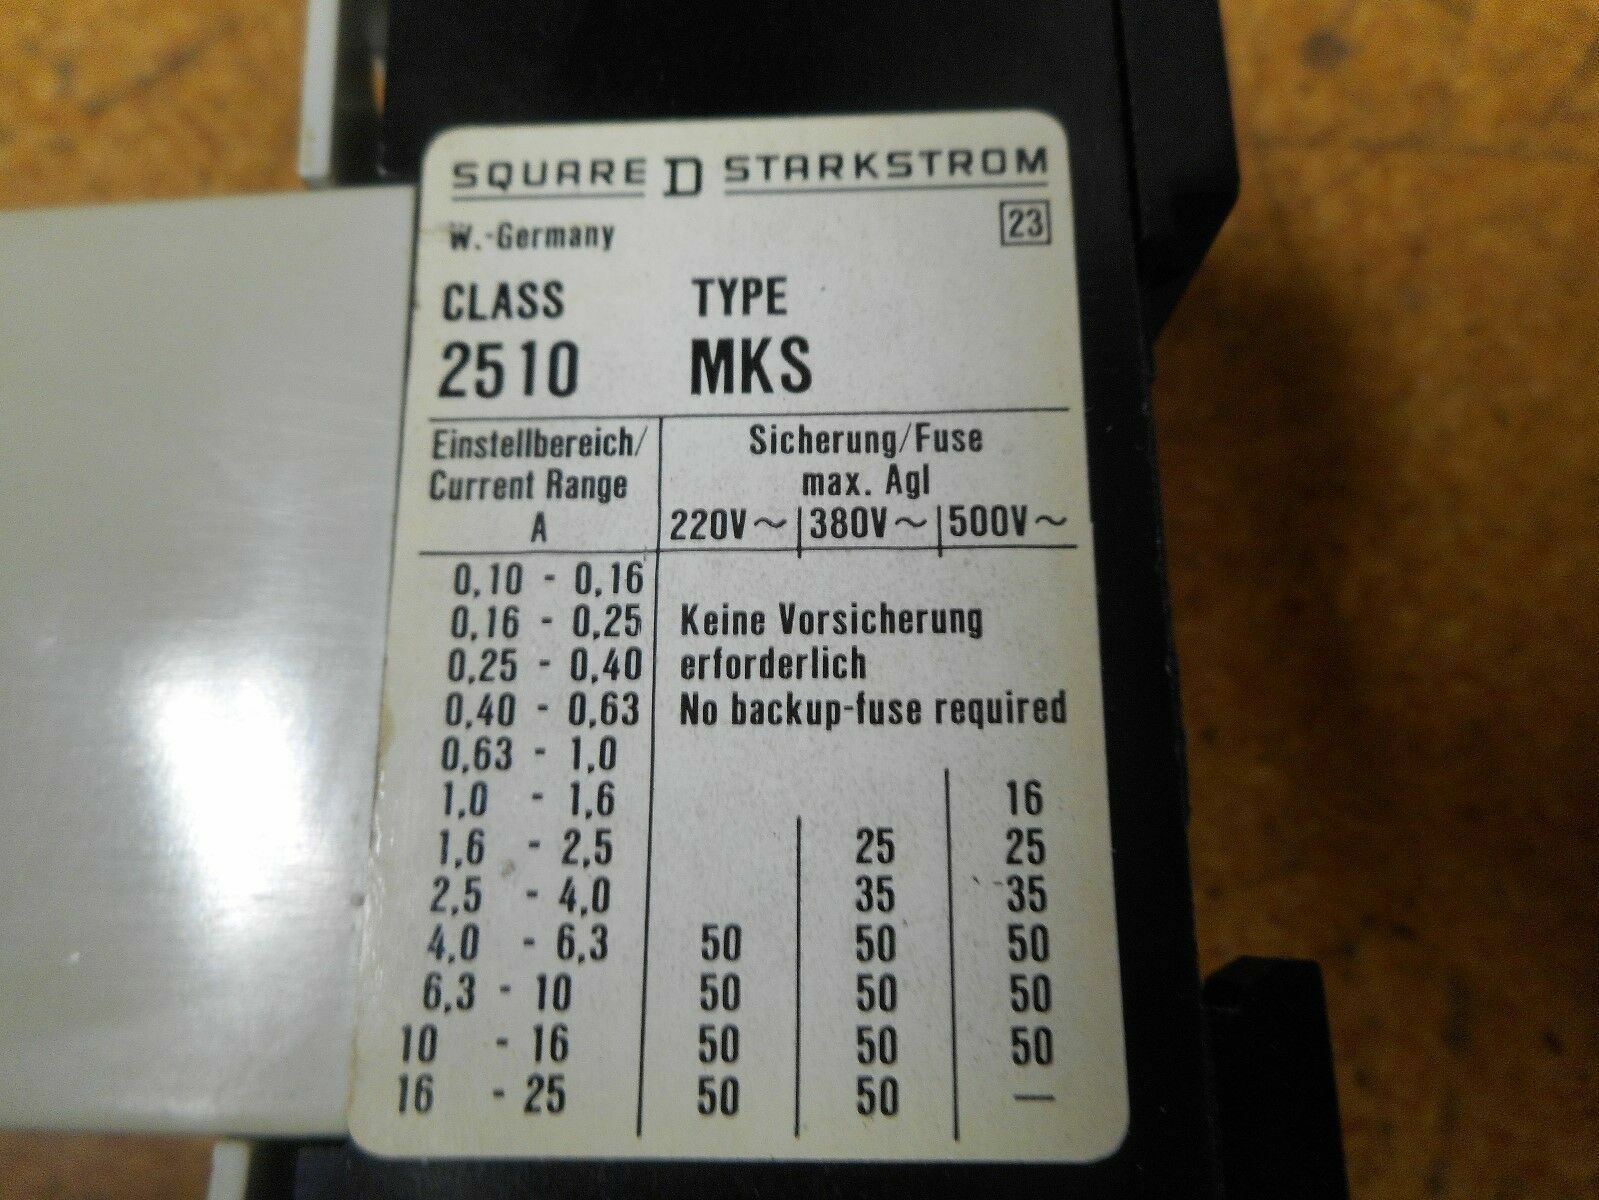 SQUARE D STARKSTROM
W.-Germany 23
CLASS TYPE
2510 MKS
Einstellbereich/ Sicherung/Fuse
Current Range max. Agl
A 220V ~ 380V ~ 500V ~
0,10 - 0,16
0,16 - 0,25 Keine Vorsicherung
0,25 - 0,40 erforderlich
0,40 - 0,63 No backup-fuse required
0,63 - 1,0
1,0 - 1,6 16
1,6 - 2,5 25 25
2,5 - 4,0 35 35
4,0 - 6,3 50 50 50
6,3 - 10 50 50 50
10 - 16 50 50 50
16 - 25 50 50 —